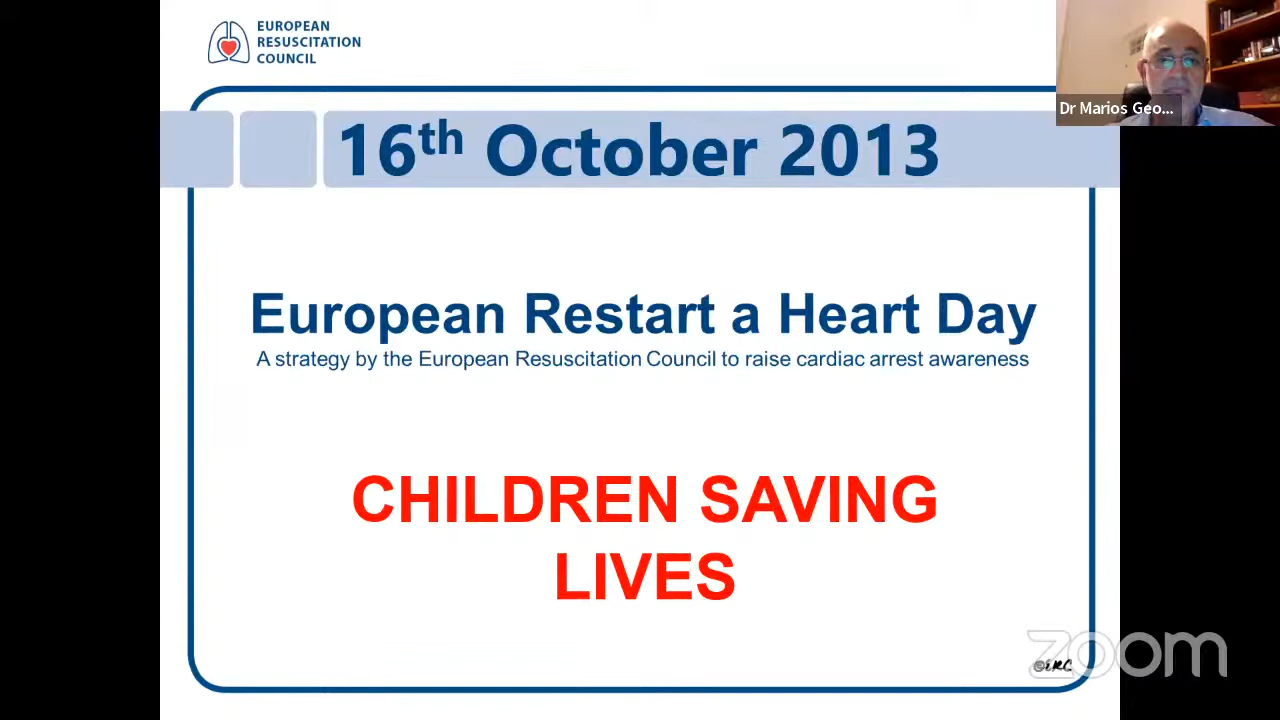 EUROPEAN
RESUSCITATION
COUNCIL
Dr Marios Geo...
16th October 2013
European Restart a Heart Day
A strategy by the European Resuscitation Council to raise cardiac arrest awareness
CHILDREN SAVING
LIVES
@ERC
zoom